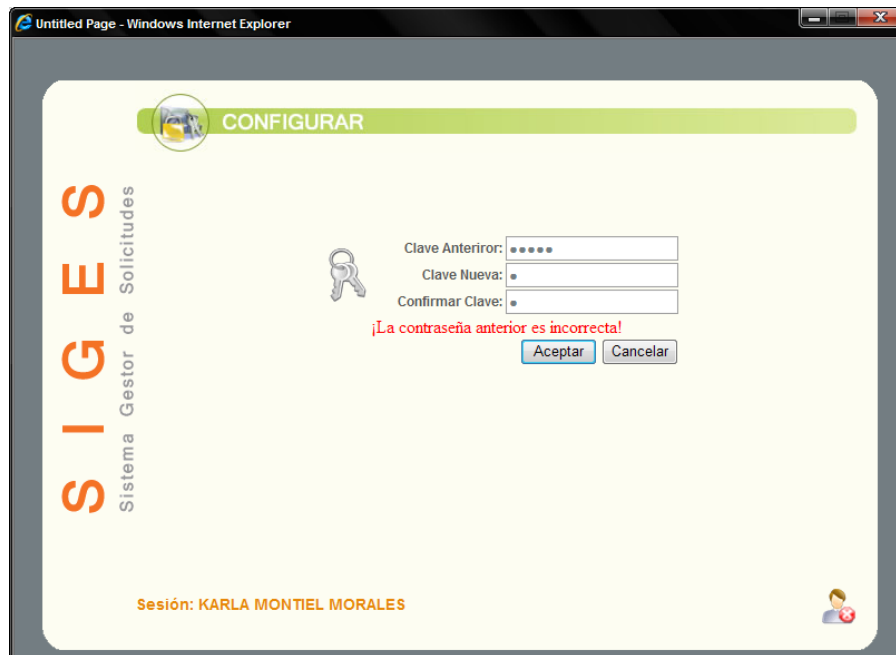 Untitled Page - Windows Internet Explorer
CONFIGURAR
SIGES
Sistema Gestor de Solicitudes
Clave Anteriror: •••••
Clave Nueva: •
Confirmar Clave: •
¡La contraseña anterior es incorrecta!
Aceptar Cancelar
Sesión: KARLA MONTIEL MORALES